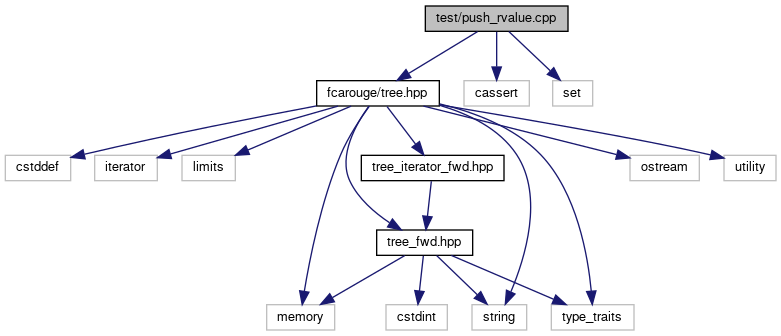 test/push_rvalue.cpp
fcarouge/tree.hpp
cassert
set
cstddef
iterator
limits
tree_iterator_fwd.hpp
ostream
utility
tree_fwd.hpp
memory
cstdint
string
type_traits